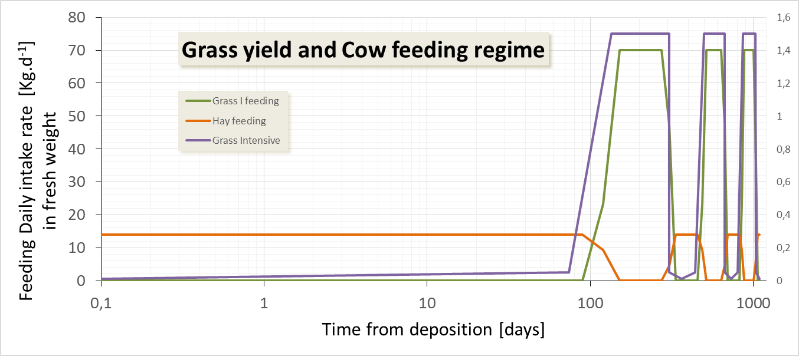 Grass yield and Cow feeding regime
Feeding Daily intake rate [Kg.d-1]
in fresh weight
80
70
60
50
40
30
20
10
0
1,6
1,4
1,2
1
0,8
0,6
0,4
0,2
0
Grass I feeding
Hay feeding
Grass Intensive
0,1 1 10 100 1000
Time from deposition [days]